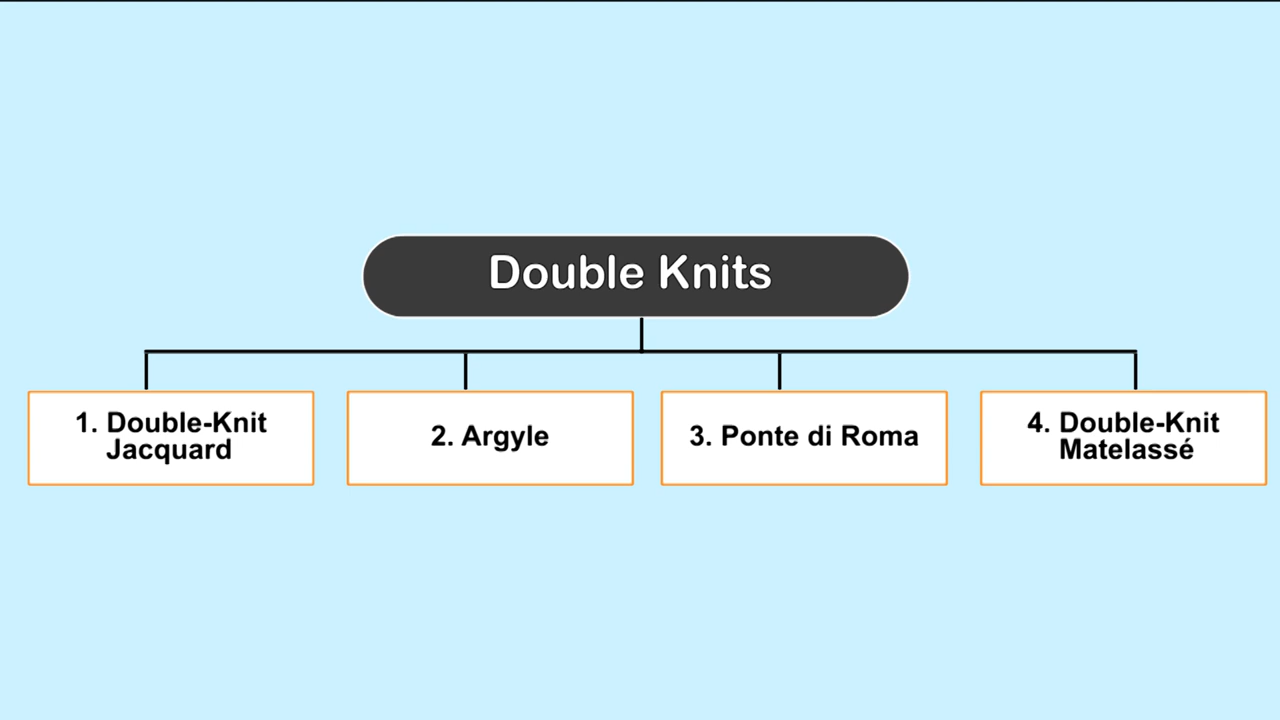 Double Knits
1. Double-Knit
Jacquard
2. Argyle
3. Ponte di Roma
4. Double-Knit
Matelassé